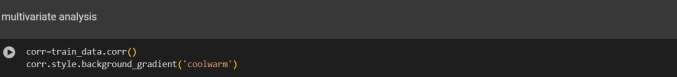 multivariate analysis
corr=train_data.corr()
corr.style.background_gradient('coolwarm')